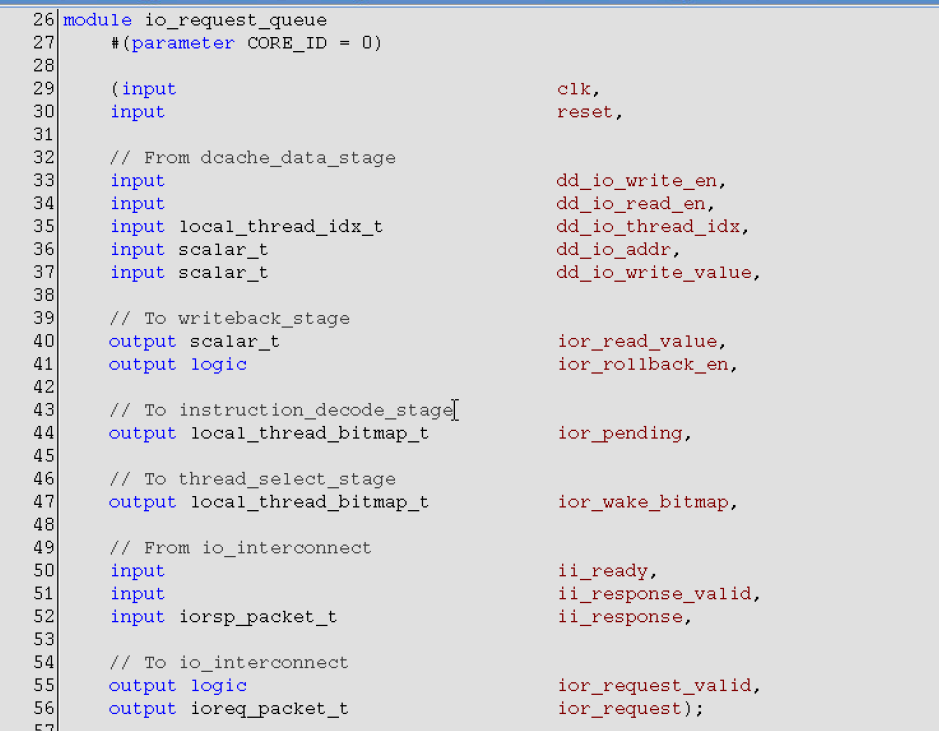 26 module io_request_queue
27 #(parameter CORE_ID = 0)
28
29 (input clk,
30 input reset,
31
32 // From dcache_data_stage
33 input dd_io_write_en,
34 input dd_io_read_en,
35 input local_thread_idx_t dd_io_thread_idx,
36 input scalar_t dd_io_addr,
37 input scalar_t dd_io_write_value,
38
39 // To writeback_stage
40 output scalar_t ior_read_value,
41 output logic ior_rollback_en,
42
43 // To instruction_decode_stage
44 output local_thread_bitmap_t ior_pending,
45
46 // To thread_select_stage
47 output local_thread_bitmap_t ior_wake_bitmap,
48
49 // From io_interconnect
50 input ii_ready,
51 input ii_response_valid,
52 input iorsp_packet_t ii_response,
53
54 // To io_interconnect
55 output logic ior_request_valid,
56 output ioreq_packet_t ior_request);
57